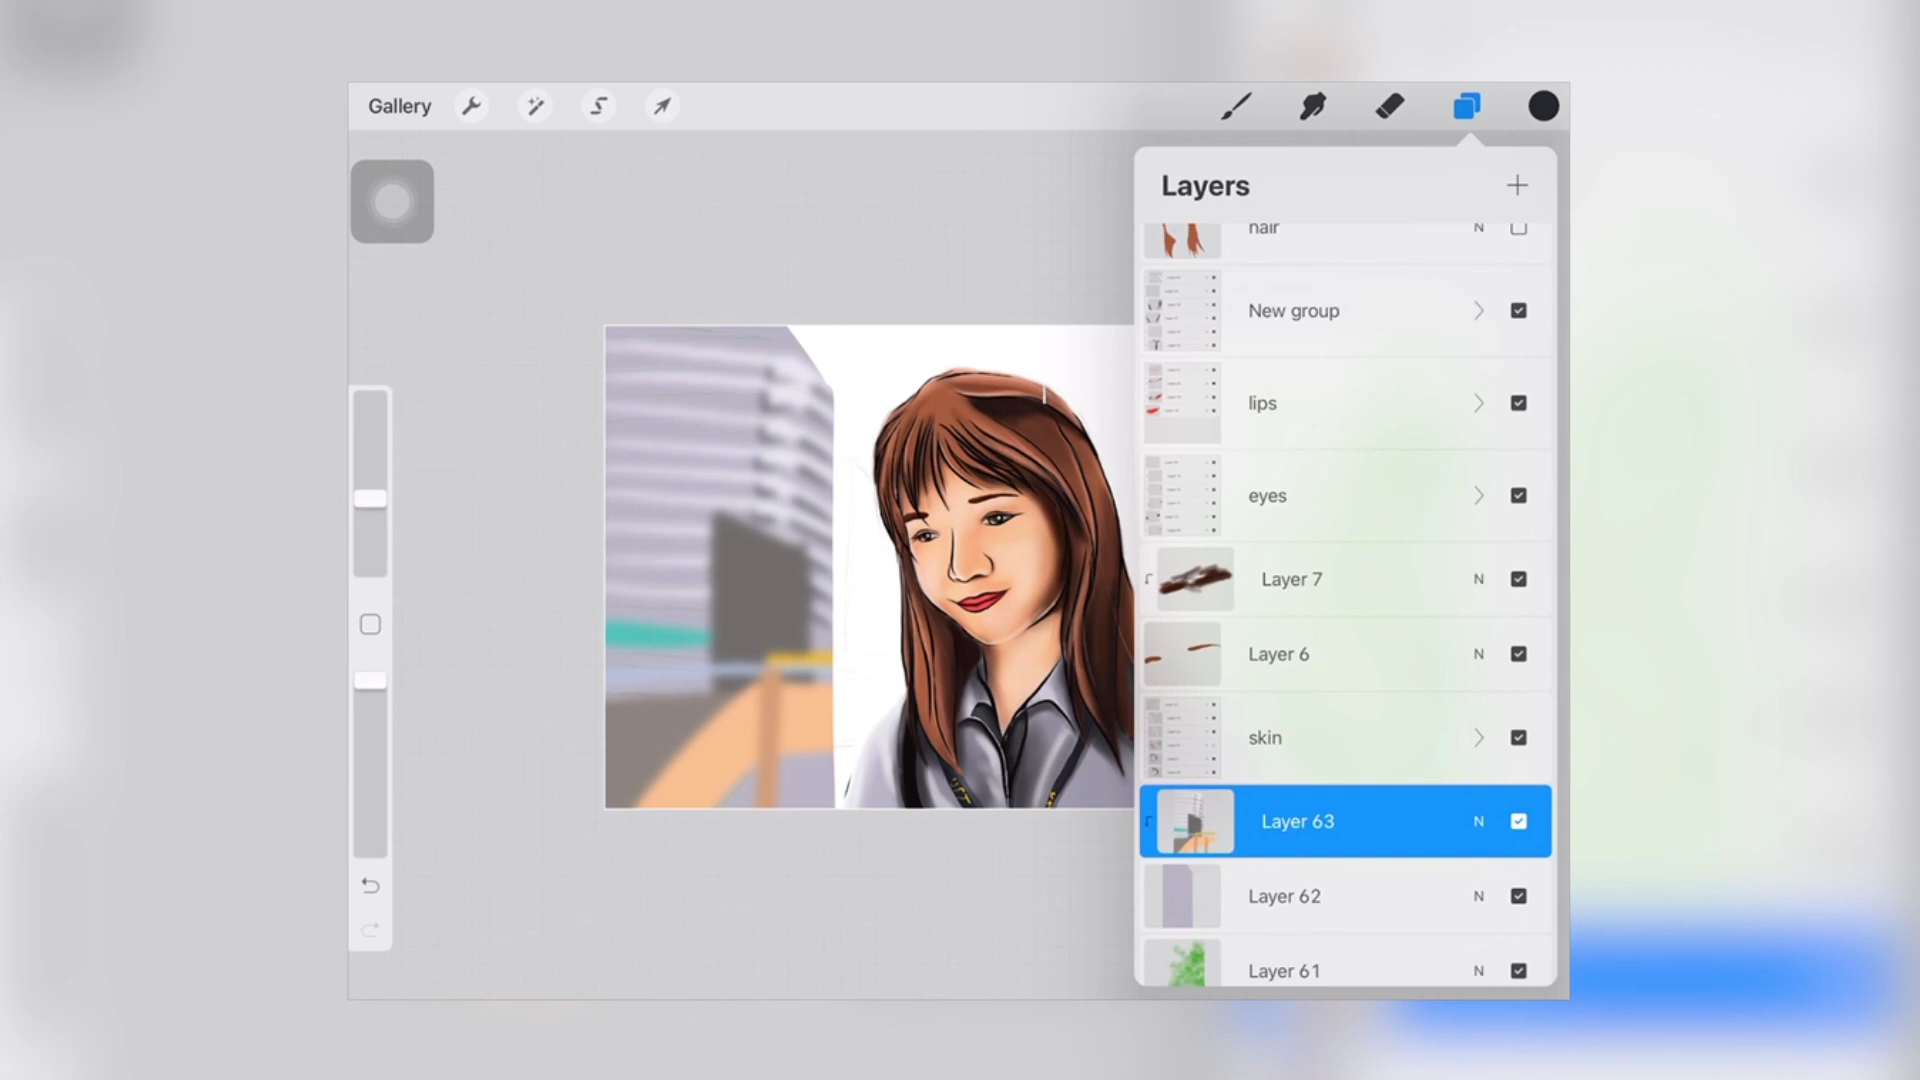 Gallery
Layers
hair N
New group
lips
eyes
Layer 7 N
Layer 6 N
skin
Layer 63 N
Layer 62 N
Layer 61 N